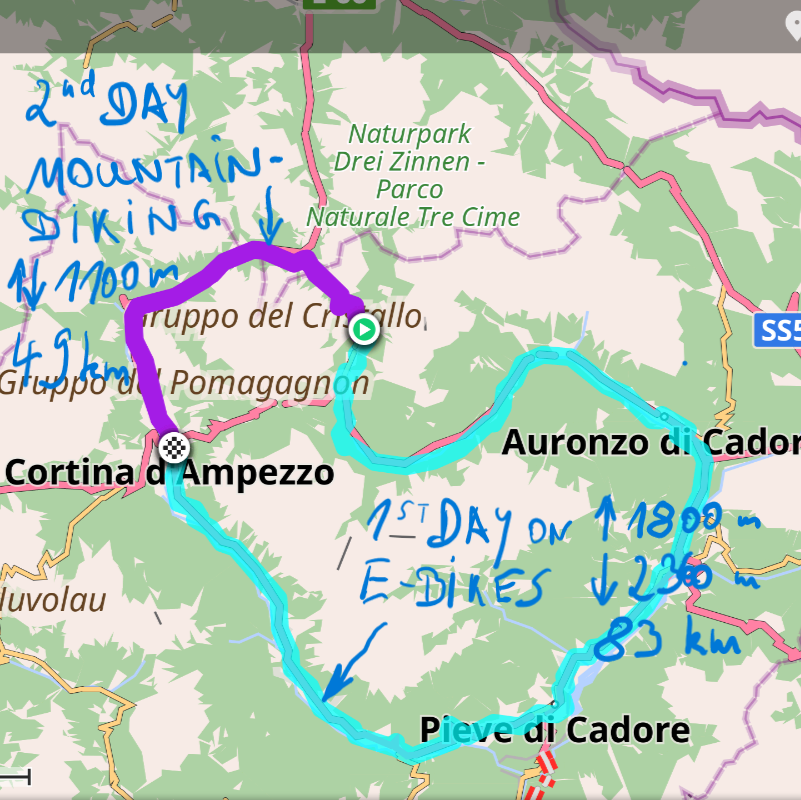 2nd DAY
MOUNTAIN-
BIKING
1100 m
49 km
Naturpark
Drei Zinnen -
Parco
Naturale Tre Cime
Gruppo del Cristallo
Gruppo del Pomagagnon
SS5
Auronzo di Cador
Cortina d'Ampezzo
1ST DAY ON ↑ 1800 m
E-BIKES ↓ 2360 m
83 km
Nuvolau
Pieve di Cadore